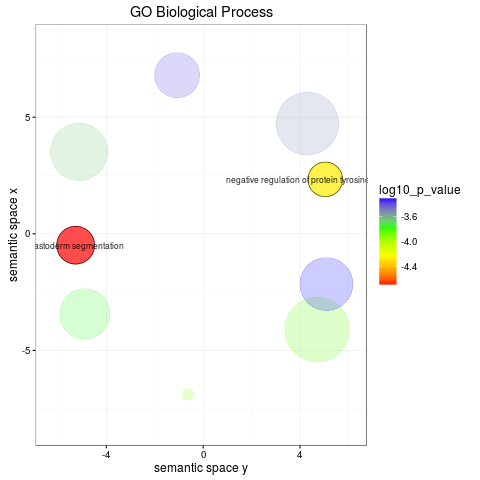 GO Biological Process
semantic space x
5
0
-5
negative regulation of protein tyrosine
astoderm segmentation
-4
0
4
semantic space y
log10_p_value
-3.6
-4.0
-4.4